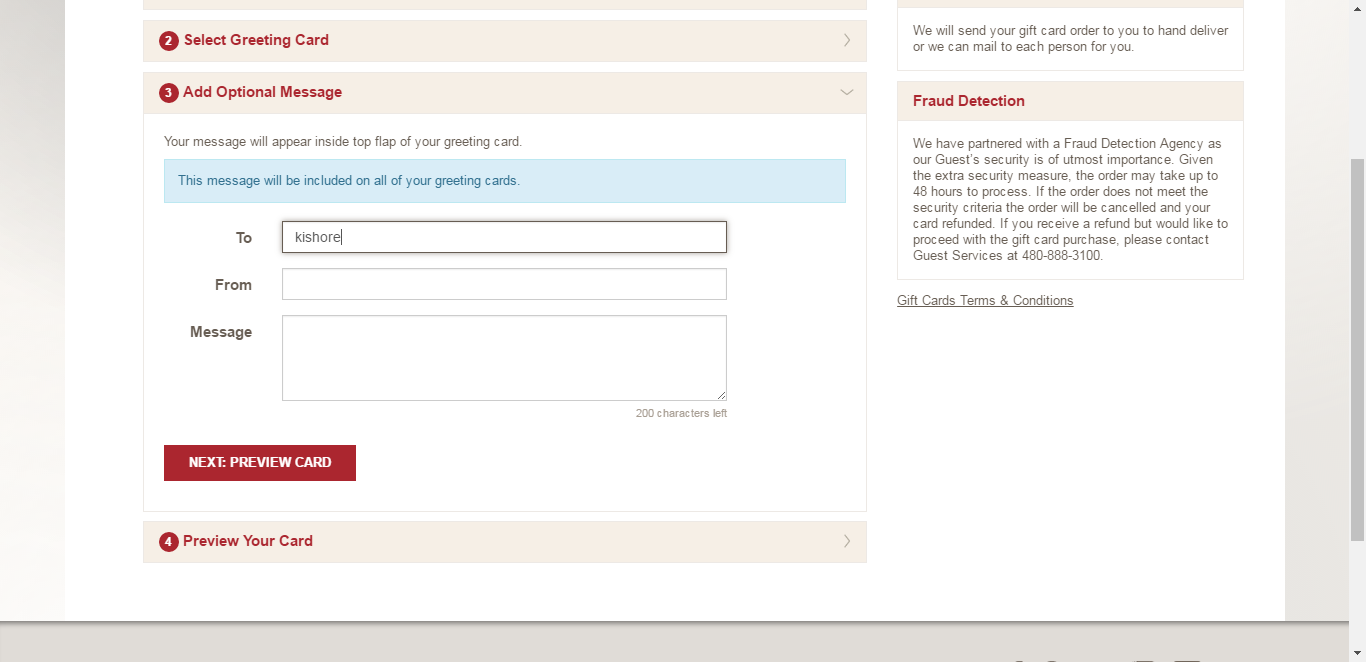 2 Select Greeting Card
3 Add Optional Message
Your message will appear inside top flap of your greeting card.
This message will be included on all of your greeting cards.
To
kishore
From
Message
200 characters left
NEXT: PREVIEW CARD
4 Preview Your Card
We will send your gift card order to you to hand deliver
or we can mail to each person for you.
Fraud Detection
We have partnered with a Fraud Detection Agency as
our Guest's security is of utmost importance. Given
the extra security measure, the order may take up to
48 hours to process. If the order does not meet the
security criteria the order will be cancelled and your
card refunded. If you receive a refund but would like to
proceed with the gift card purchase, please contact
Guest Services at 480-888-3100.
Gift Cards Terms & Conditions